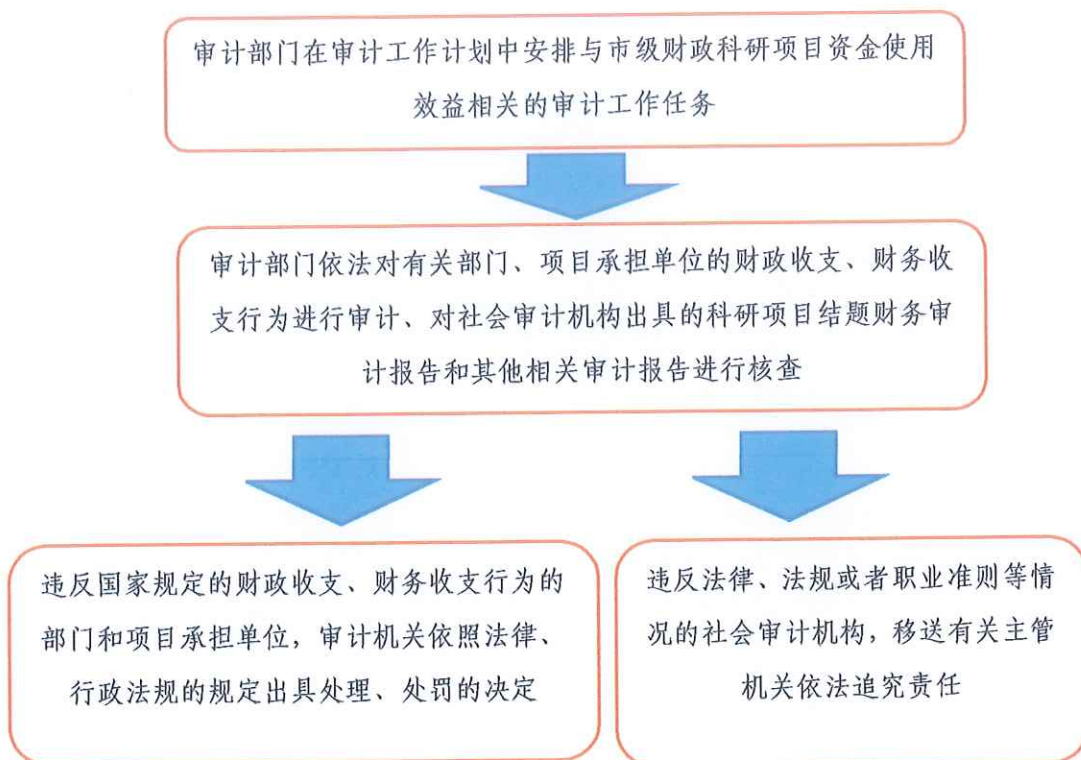 审计部门在审计工作计划中安排与市级财政科研项目资金使用
效益相关的审计工作任务
审计部门依法对有关部门、项目承担单位的财政收支、财务收
支行为进行审计、对社会审计机构出具的科研项目结题财务审
计报告和其他相关审计报告进行核查
违反国家规定的财政收支、财务收支行为的
部门和项目承担单位，审计机关依照法律、
行政法规的规定出具处理、处罚的决定
违反法律、法规或者职业准则等情
况的社会审计机构，移送有关主管
机关依法追究责任